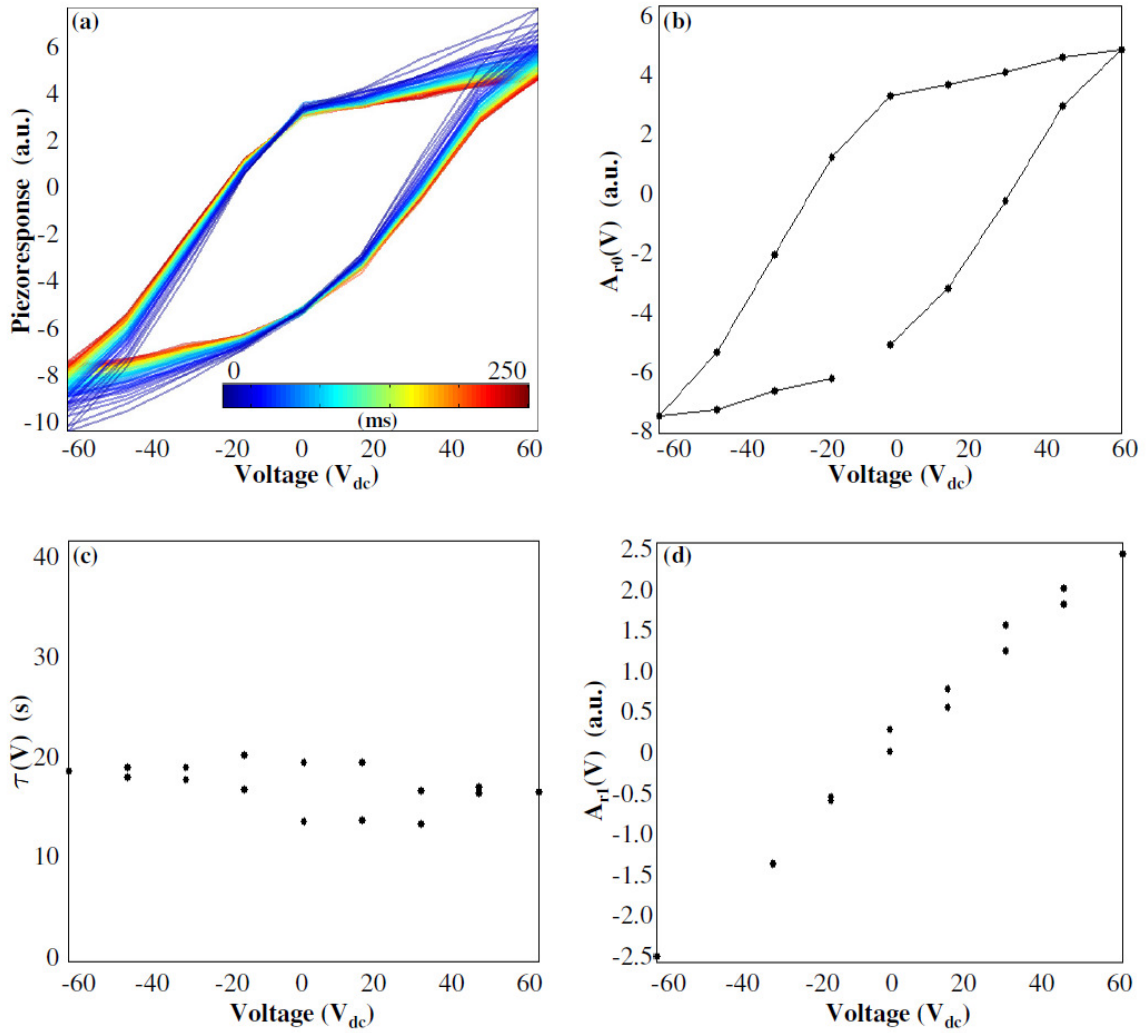 (a)
6
4
2
0
-2
-4
-6
-8
-10
Piezoresponse (a.u.)
0 250
(ms)
-60 -40 -20 0 20 40 60
Voltage (Vdc)
(b)
6
4
2
0
-2
-4
-6
-8
Ar0(V) (a.u.)
-60 -40 -20 0 20 40 60
Voltage (Vdc)
(c)
40
30
20
10
0
τ(V) (s)
-60 -40 -20 0 20 40 60
Voltage (Vdc)
(d)
2.5
2.0
1.5
1.0
0.5
0
-0.5
-1.0
-1.5
-2.0
-2.5
Ar1(V) (a.u.)
-60 -40 -20 0 20 40 60
Voltage (Vdc)